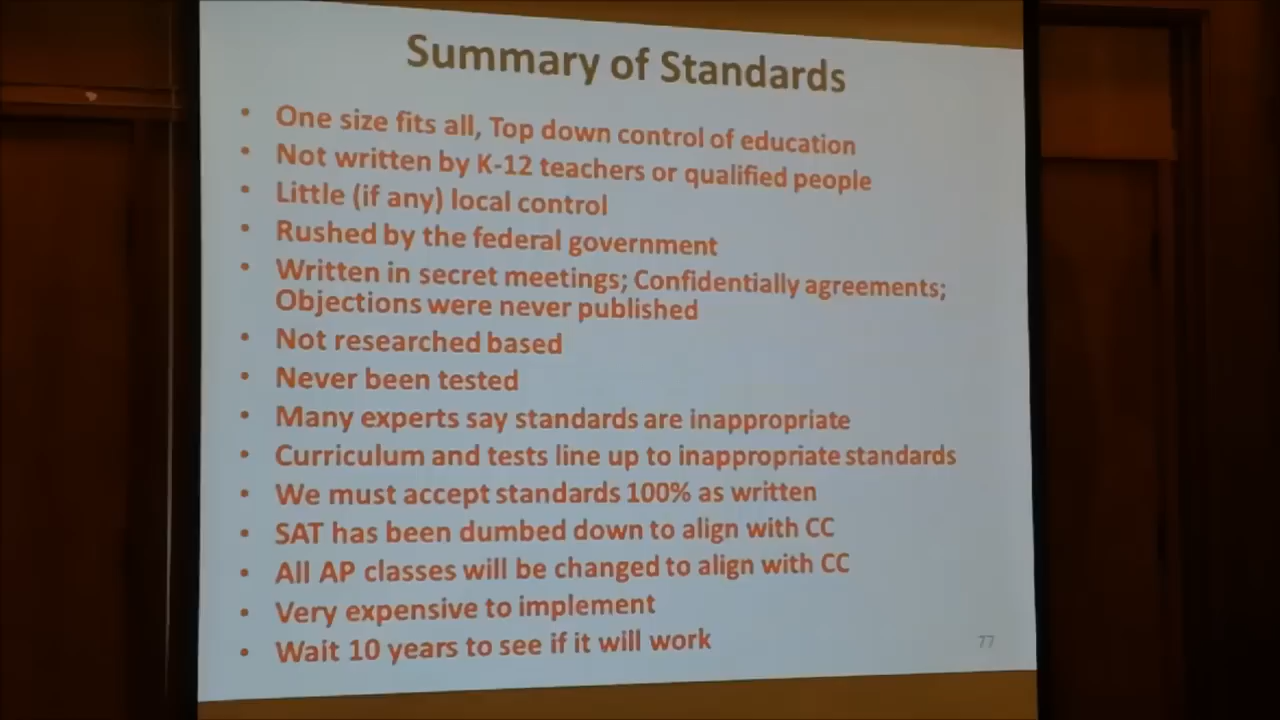 Summary of Standards
• One size fits all, Top down control of education
• Not written by K-12 teachers or qualified people
• Little (if any) local control
• Rushed by the federal government
• Written in secret meetings; Confidentially agreements;
Objections were never published
• Not researched based
• Never been tested
• Many experts say standards are inappropriate
• Curriculum and tests line up to inappropriate standards
• We must accept standards 100% as written
• SAT has been dumbed down to align with CC
• All AP classes will be changed to align with CC
• Very expensive to implement
• Wait 10 years to see if it will work
77